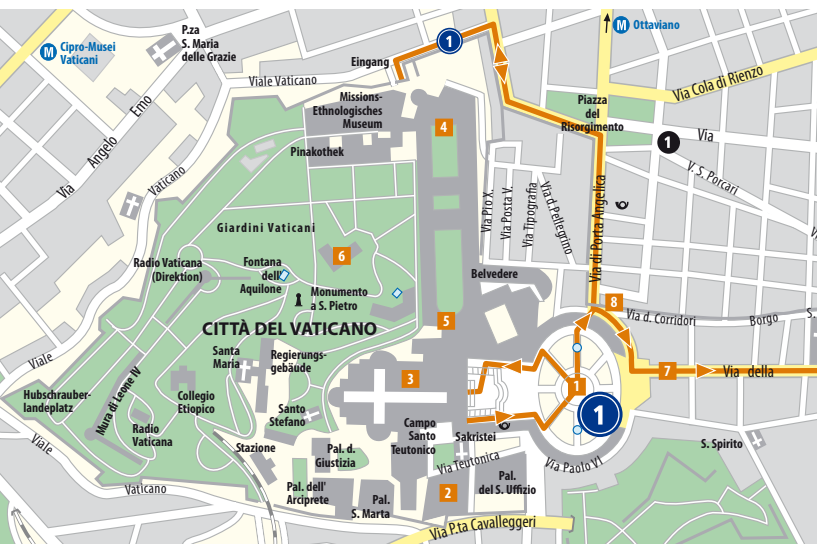 P.za
S. Maria
delle Grazie
M Cipro-Musei
Vaticani
1
M Ottaviano
Eingang
Viale Vaticano
Via Cola di Rienzo
Missions-
Ethnologisches
Museum
Piazza
del
Risorgimento
4
1
Via
V. S. Porcari
Via Angelo Emo
Pinakothek
Vaticano
Via Pio X.
Via Posta V.
Via Tipografia
Via d.Pellegrino
Via di Porta Angelica
Giardini Vaticani
6
Radio Vaticana
(Direktion)
Fontana
dell'
Aquilone
Belvedere
Monumento
a S. Pietro
8
5
Via d. Corridori
Borgo
S.
CITTÀ DEL VATICANO
Viale
Santa
Maria
Regierungs-
gebäude
3
1
7
Via della
Hubschrauber-
landeplatz
Mura di Leone IV
Collegio
Etiopico
Santo
Stefano
1
Radio
Vaticana
Campo
Santo
Teutonico
Sakristei
Viale
Stazione
Pal. d.
Giustizia
Via Teutonica
Via Paolo VI
S. Spirito
Vaticano
Pal. dell'
Arciprete
Pal.
S. Marta
2
Pal.
del S. Uffizio
Via P.ta Cavalleggeri